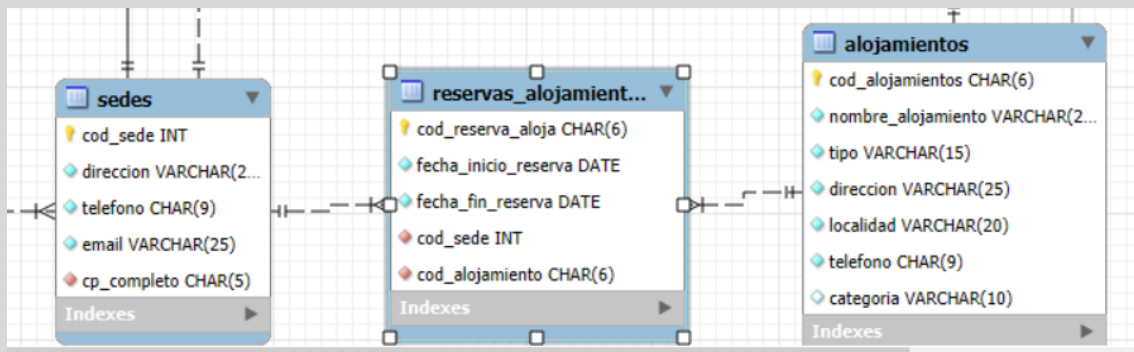 sedes
cod_sede INT
direccion VARCHAR(2...
telefono CHAR(9)
email VARCHAR(25)
cp_completo CHAR(5)
Indexes
reservas_alojamient...
cod_reserva_aloja CHAR(6)
fecha_inicio_reserva DATE
fecha_fin_reserva DATE
cod_sede INT
cod_alojamiento CHAR(6)
Indexes
alojamientos
cod_alojamientos CHAR(6)
nombre_alojamiento VARCHAR(2...
tipo VARCHAR(15)
direccion VARCHAR(25)
localidad VARCHAR(20)
telefono CHAR(9)
categoria VARCHAR(10)
Indexes